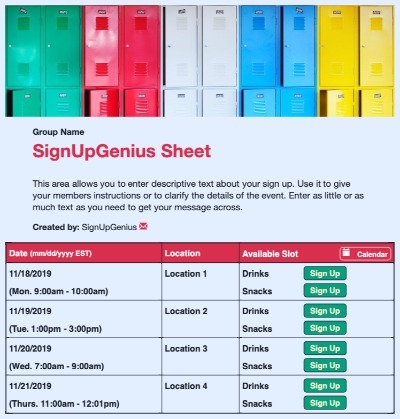 Group Name
SignUpGenius Sheet
This area allows you to enter descriptive text about your sign up. Use it to give
your members instructions or to clarify the details of the event. Enter as little or as
much text as you need to get your message across.
Created by: SignUpGenius
Date (mm/dd/yyyy EST) Location Available Slot Calendar
11/18/2019 Location 1 Drinks Sign Up
(Mon. 9:00am - 10:00am) Snacks Sign Up
11/19/2019 Location 2 Drinks Sign Up
(Tue. 1:00pm - 3:00pm) Snacks Sign Up
11/20/2019 Location 3 Drinks Sign Up
(Wed. 7:00am - 9:00am) Snacks Sign Up
11/21/2019 Location 4 Drinks Sign Up
(Thurs. 11:00am - 12:01pm) Snacks Sign Up